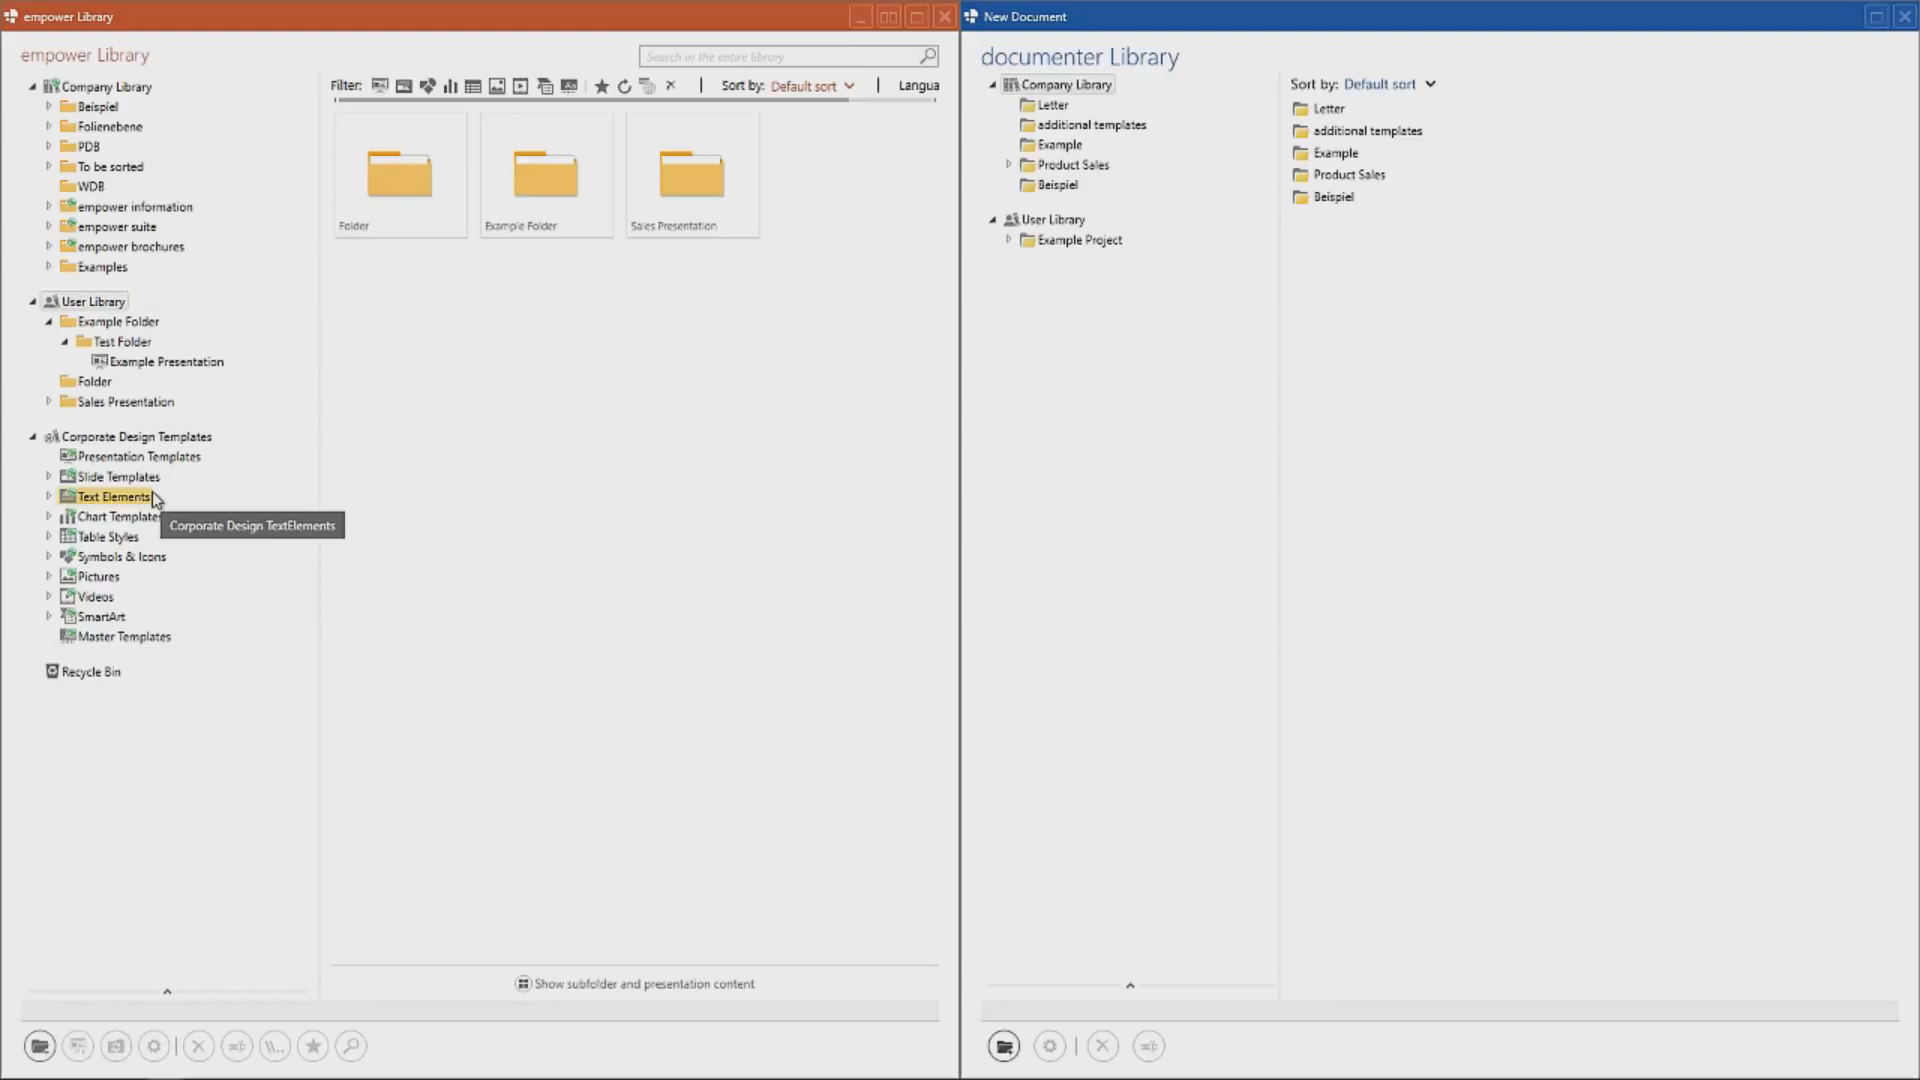 empower Library
empower Library
Search in the entire library
Company Library
Beispiel
Folienebene
PDB
To be sorted
WDB
empower information
empower suite
empower brochures
Examples
User Library
Example Folder
Test Folder
Example Presentation
Folder
Sales Presentation
Corporate Design Templates
Presentation Templates
Slide Templates
Text Elements
Chart Templates
Corporate Design TextElements
Table Styles
Symbols & Icons
Pictures
Videos
SmartArt
Master Templates
Recycle Bin
Filter: Sort by: Default sort Langua
Folder
Example Folder
Sales Presentation
Show subfolder and presentation content
New Document
documenter Library
Company Library
Letter
additional templates
Example
Product Sales
Beispiel
User Library
Example Project
Sort by: Default sort
Letter
additional templates
Example
Product Sales
Beispiel